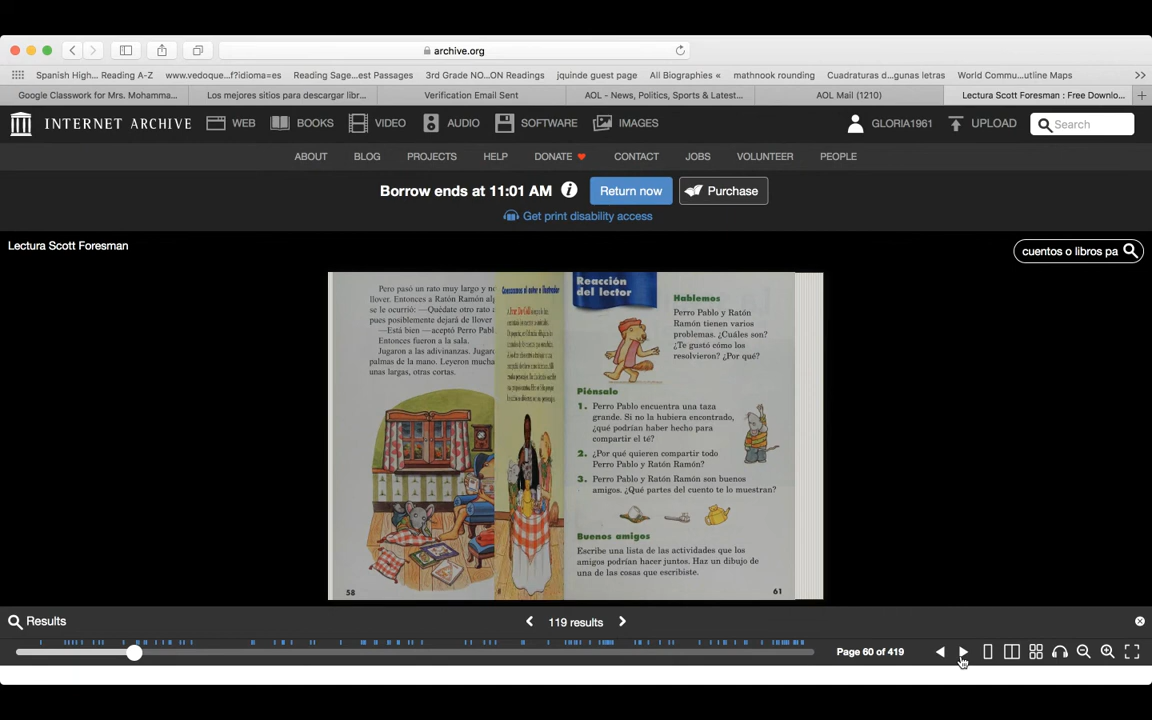 archive.org
Spanish High... Reading A-Z
www.vedoque...f?idioma=es
Reading Sage...est Passages
3rd Grade NO...ON Readings
jquinde guest page
All Biographies «
mathnook rounding
Cuadraturas d...gunas letras
World Commu...utline Maps
Google Classwork for Mrs. Mohamma...
Los mejores sitios para descargar libr...
Verification Email Sent
AOL - News, Politics, Sports & Latest...
AOL Mail (1210)
Lectura Scott Foresman : Free Downlo...
INTERNET ARCHIVE
WEB
BOOKS
VIDEO
AUDIO
SOFTWARE
IMAGES
GLORIA1961
UPLOAD
Search
ABOUT
BLOG
PROJECTS
HELP
DONATE
CONTACT
JOBS
VOLUNTEER
PEOPLE
Borrow ends at 11:01 AM
Return now
Purchase
Get print disability access
Lectura Scott Foresman
cuentos o libros pa
Pero pasó un rato muy largy y no
llover. Entonces a Ratón Ramón al
se le ocurrió: —Quédate otro rato
pues posiblemente dejará de llover
—Está bien —aceptó Perro Pabl
Entonces fueron a la sala.
Jugaron a las adivinanzas. Jugar
palmas de la mano. Leyeron mucha
unas largas, otras cortas.
58
Reacción
del lector
Hablemos
Perro Pablo y Ratón
Ramón tienen varios
problemas. ¿Cuáles son?
¿Te gustó cómo los
resolvieron? ¿Por qué?
Piénsalo
1. Perro Pablo encuentra una taza
grande. Si no la hubiera encontrado,
¿qué podrían haber hecho para
compartir el té?
2. ¿Por qué quieren compartir todo
Perro Pablo y Ratón Ramón?
3. Perro Pablo y Ratón Ramón son buenos
amigos. ¿Qué partes del cuento te lo muestran?
Buenos amigos
Escribe una lista de las actividades que los
amigos podrían hacer juntos. Haz un dibujo de
una de las cosas que escribiste.
61
Results
119 results
Page 60 of 419